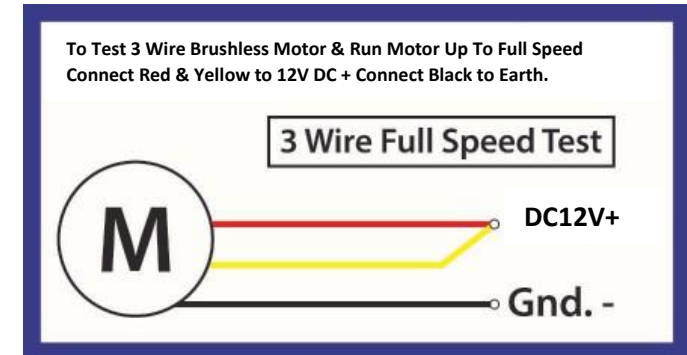 To Test 3 Wire Brushless Motor & Run Motor Up To Full Speed
Connect Red & Yellow to 12V DC + Connect Black to Earth.
3 Wire Full Speed Test
M
DC12V+
Gnd. -